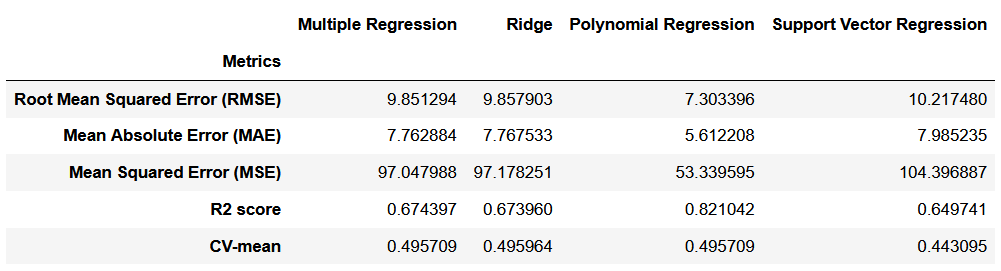 Multiple Regression Ridge Polynomial Regression Support Vector Regression
Metrics
Root Mean Squared Error (RMSE) 9.851294 9.857903 7.303396 10.217480
Mean Absolute Error (MAE) 7.762884 7.767533 5.612208 7.985235
Mean Squared Error (MSE) 97.047988 97.178251 53.339595 104.396887
R2 score 0.674397 0.673960 0.821042 0.649741
CV-mean 0.495709 0.495964 0.495709 0.443095